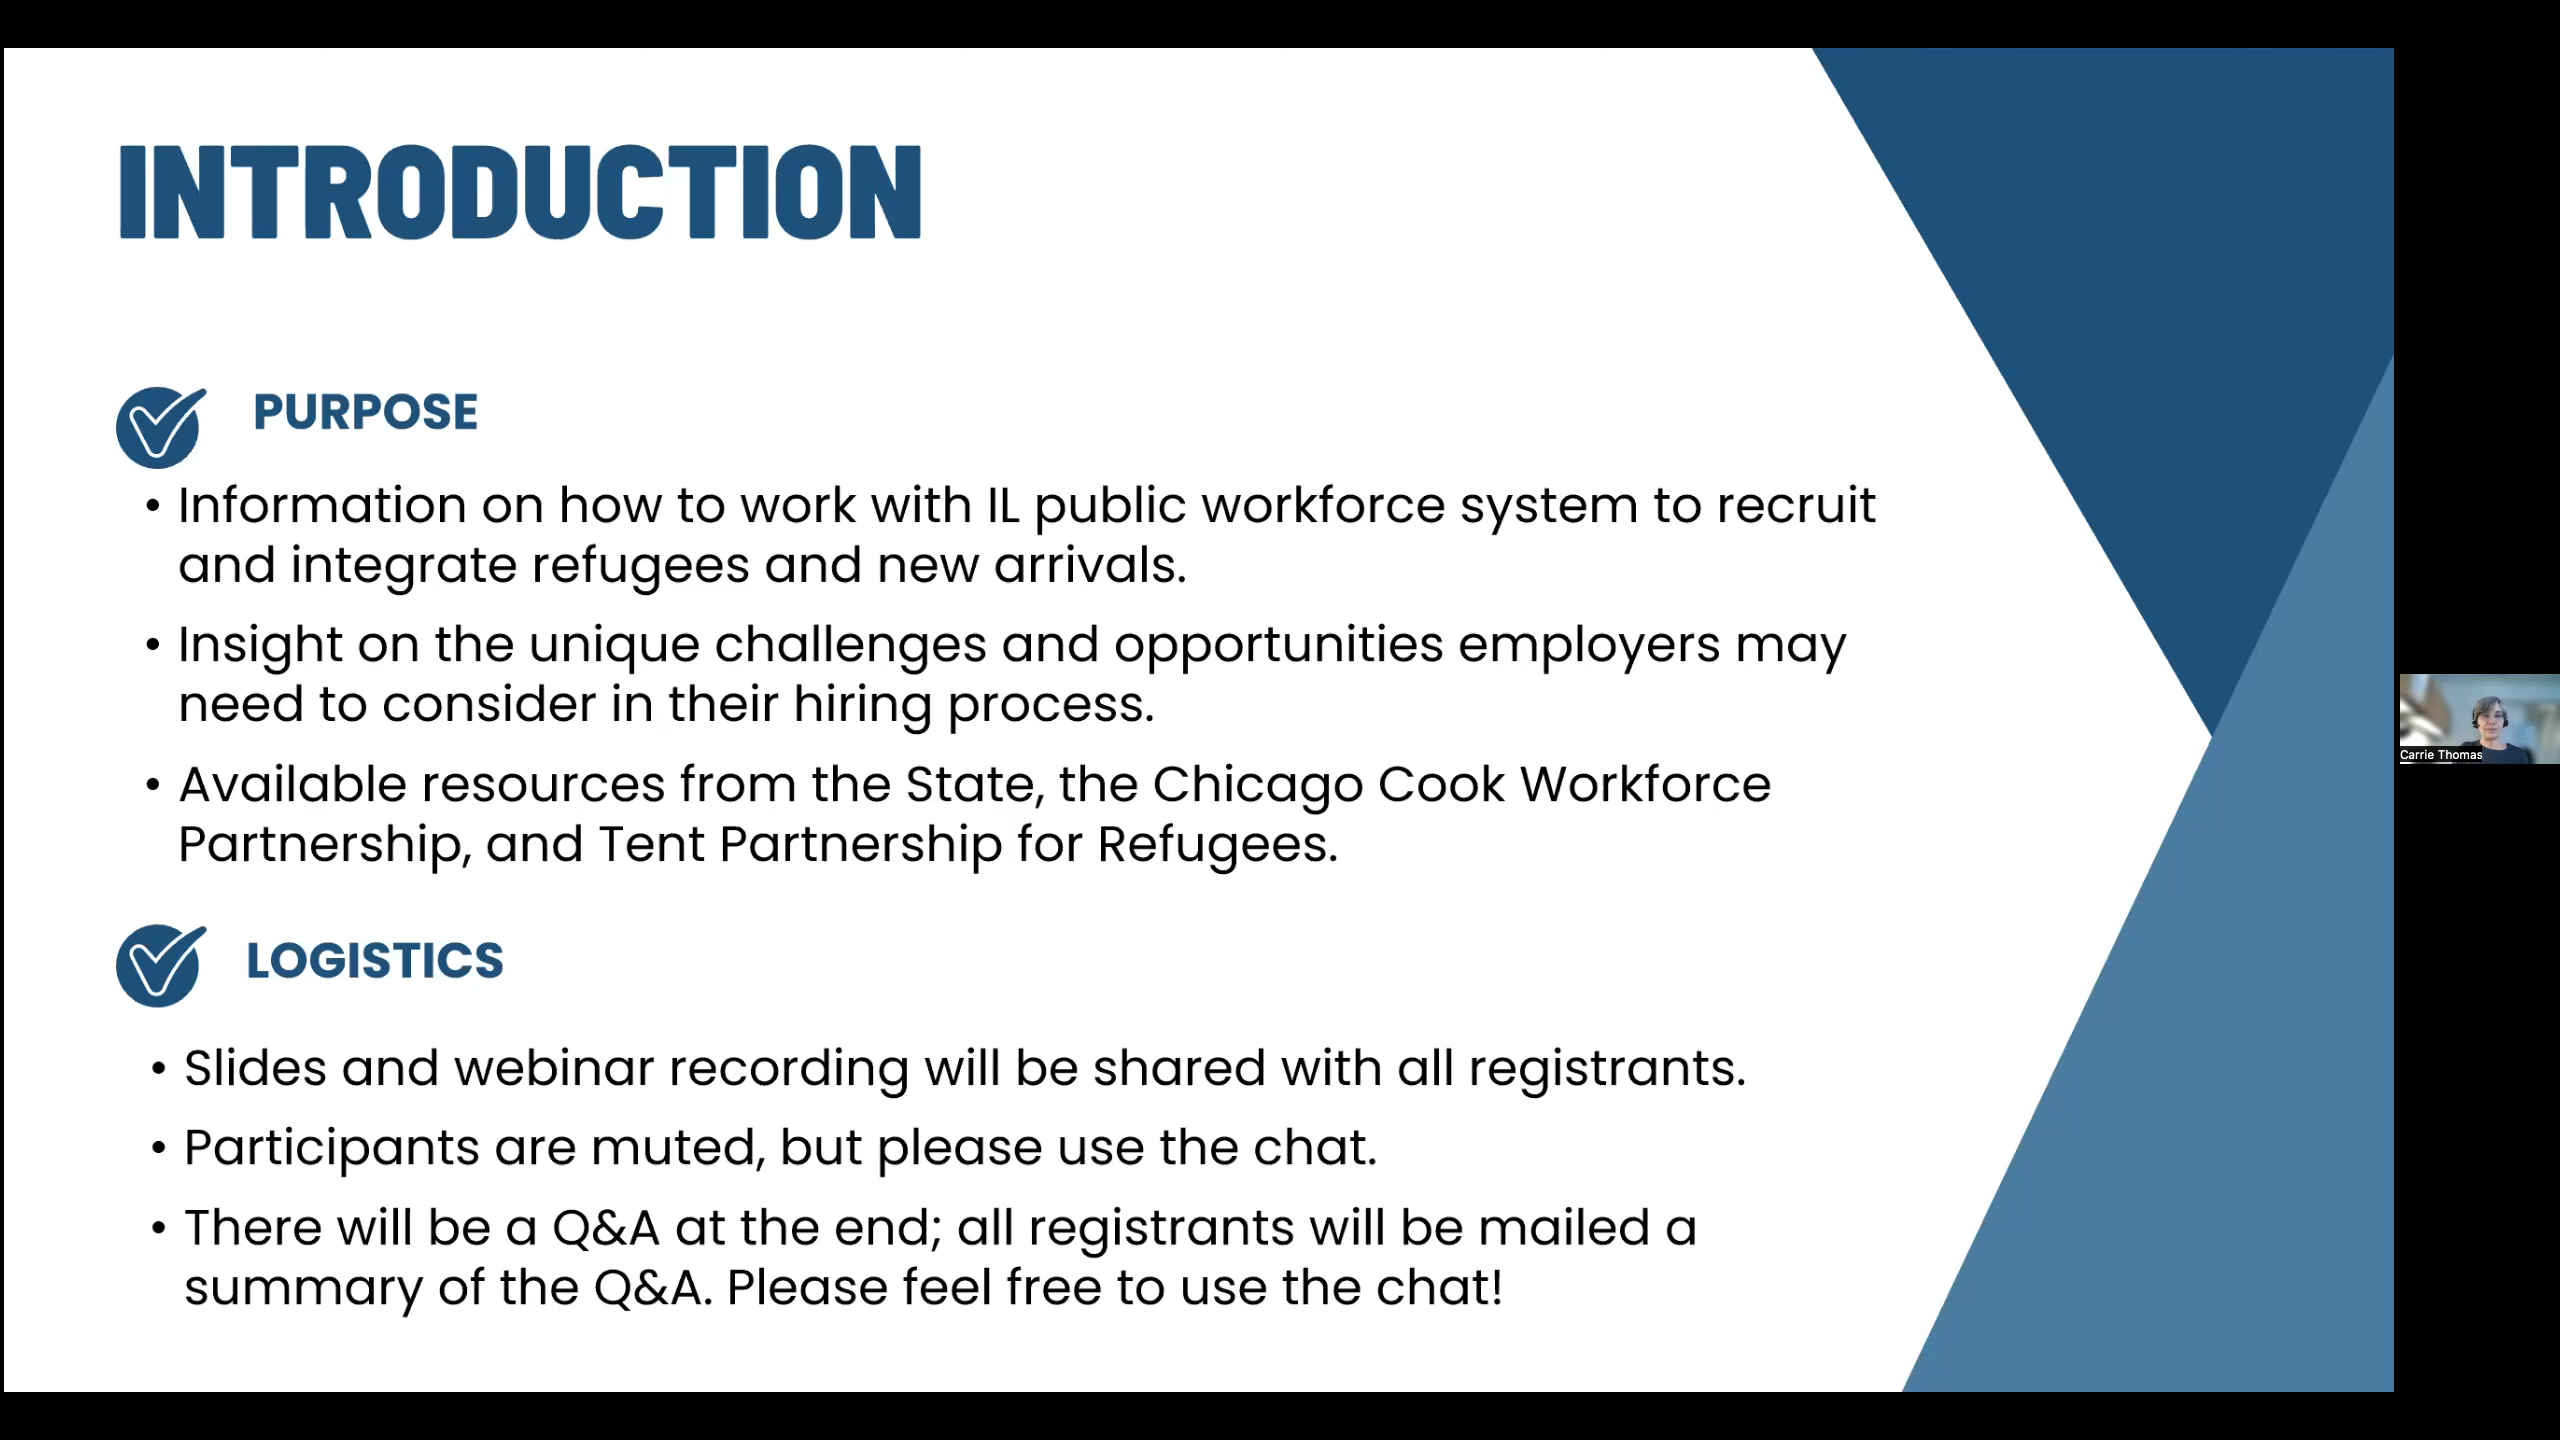 INTRODUCTION
PURPOSE
• Information on how to work with IL public workforce system to recruit
and integrate refugees and new arrivals.
• Insight on the unique challenges and opportunities employers may
need to consider in their hiring process.
• Available resources from the State, the Chicago Cook Workforce
Partnership, and Tent Partnership for Refugees.
LOGISTICS
• Slides and webinar recording will be shared with all registrants.
• Participants are muted, but please use the chat.
• There will be a Q&A at the end; all registrants will be mailed a
summary of the Q&A. Please feel free to use the chat!
Carrie Thomas